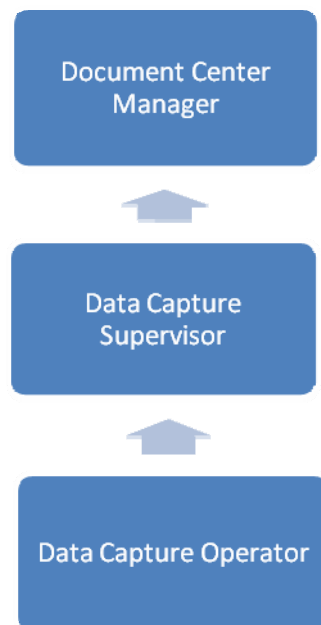 Document Center
Manager
Data Capture
Supervisor
Data Capture Operator